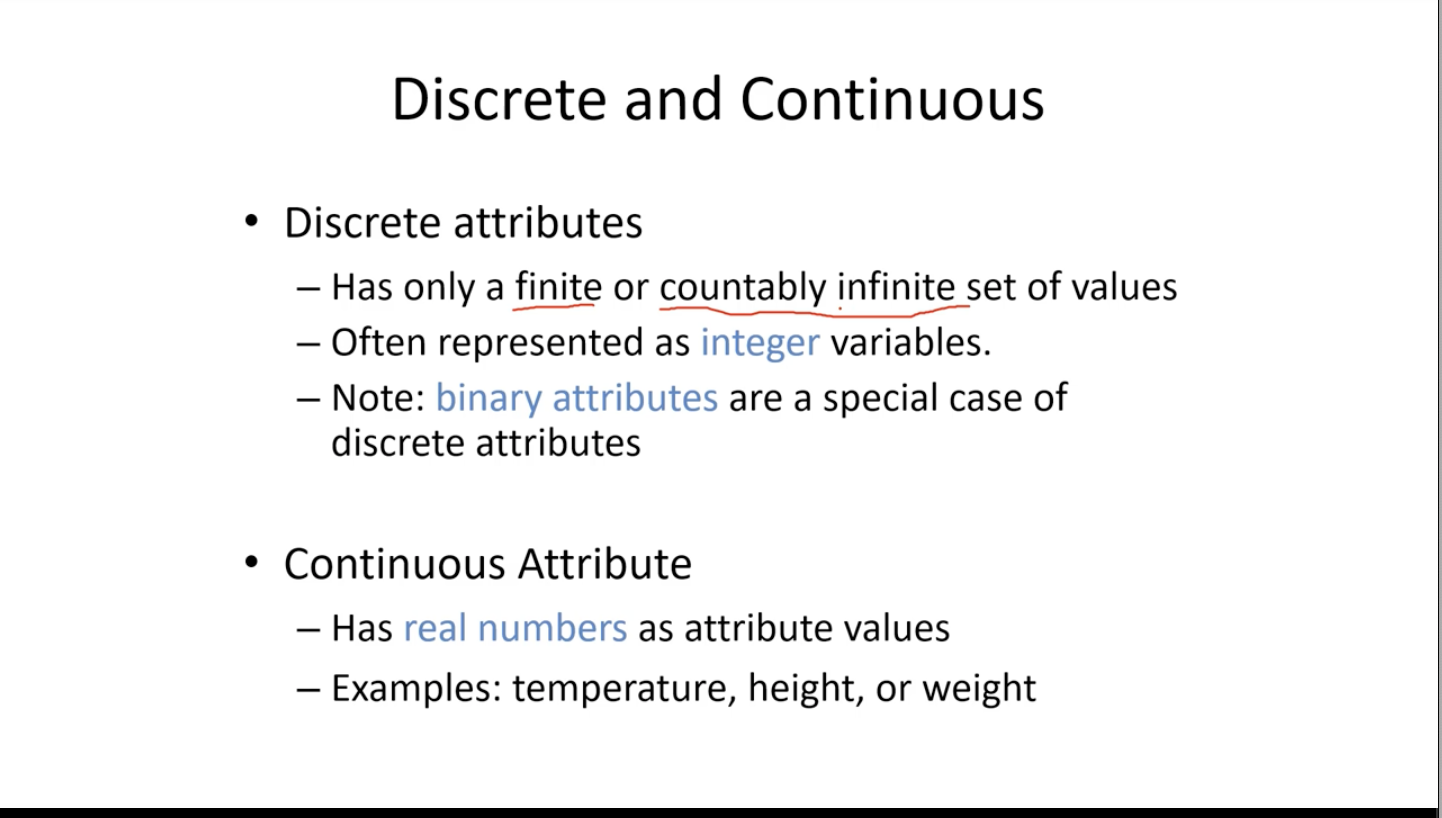 Discrete and Continuous
• Discrete attributes
– Has only a finite or countably infinite set of values
– Often represented as integer variables.
– Note: binary attributes are a special case of
discrete attributes
• Continuous Attribute
– Has real numbers as attribute values
– Examples: temperature, height, or weight